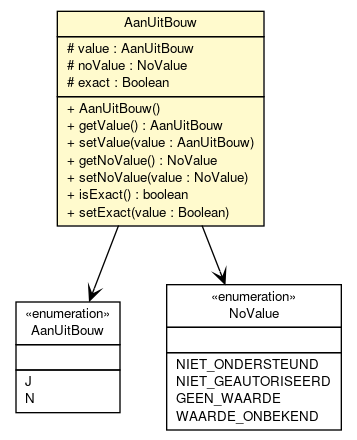 AanUitBouw
# value : AanUitBouw
# noValue : NoValue
# exact : Boolean
+ AanUitBouw()
+ getValue() : AanUitBouw
+ setValue(value : AanUitBouw)
+ getNoValue() : NoValue
+ setNoValue(value : NoValue)
+ isExact() : boolean
+ setExact(value : Boolean)
«enumeration»
AanUitBouw
J
N
«enumeration»
NoValue
NIET_ONDERSTEUND
NIET_GEAUTORISEERD
GEEN_WAARDE
WAARDE_ONBEKEND